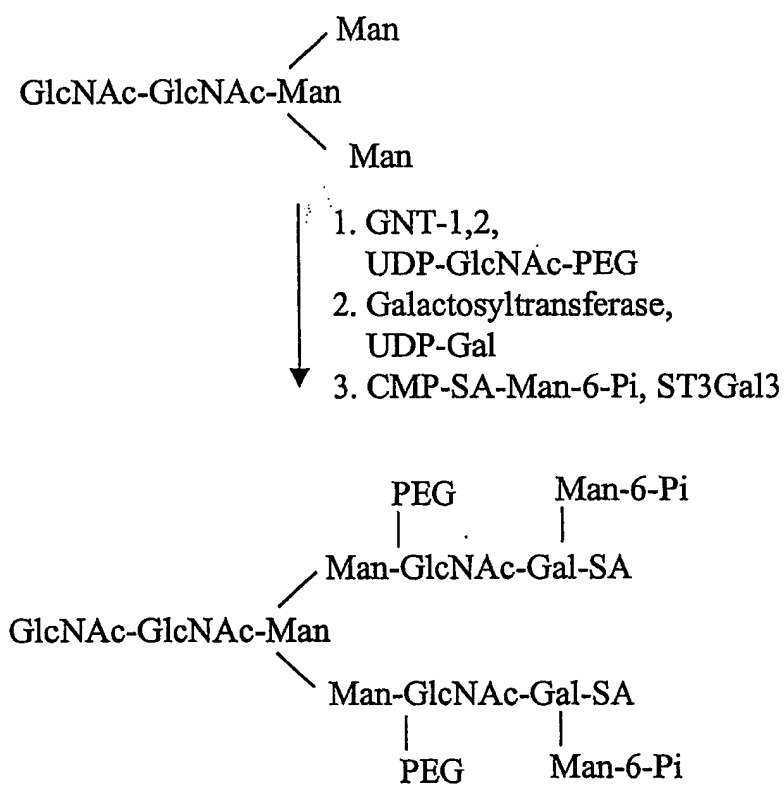 Man
GlcNAc-GlcNAc-Man
Man
1. GNT-1,2,
UDP-GlcNAc-PEG
2. Galactosyltransferase,
UDP-Gal
3. CMP-SA-Man-6-Pi, ST3Gal3
PEG Man-6-Pi
Man-GlcNAc-Gal-SA
GlcNAc-GlcNAc-Man
Man-GlcNAc-Gal-SA
PEG Man-6-Pi